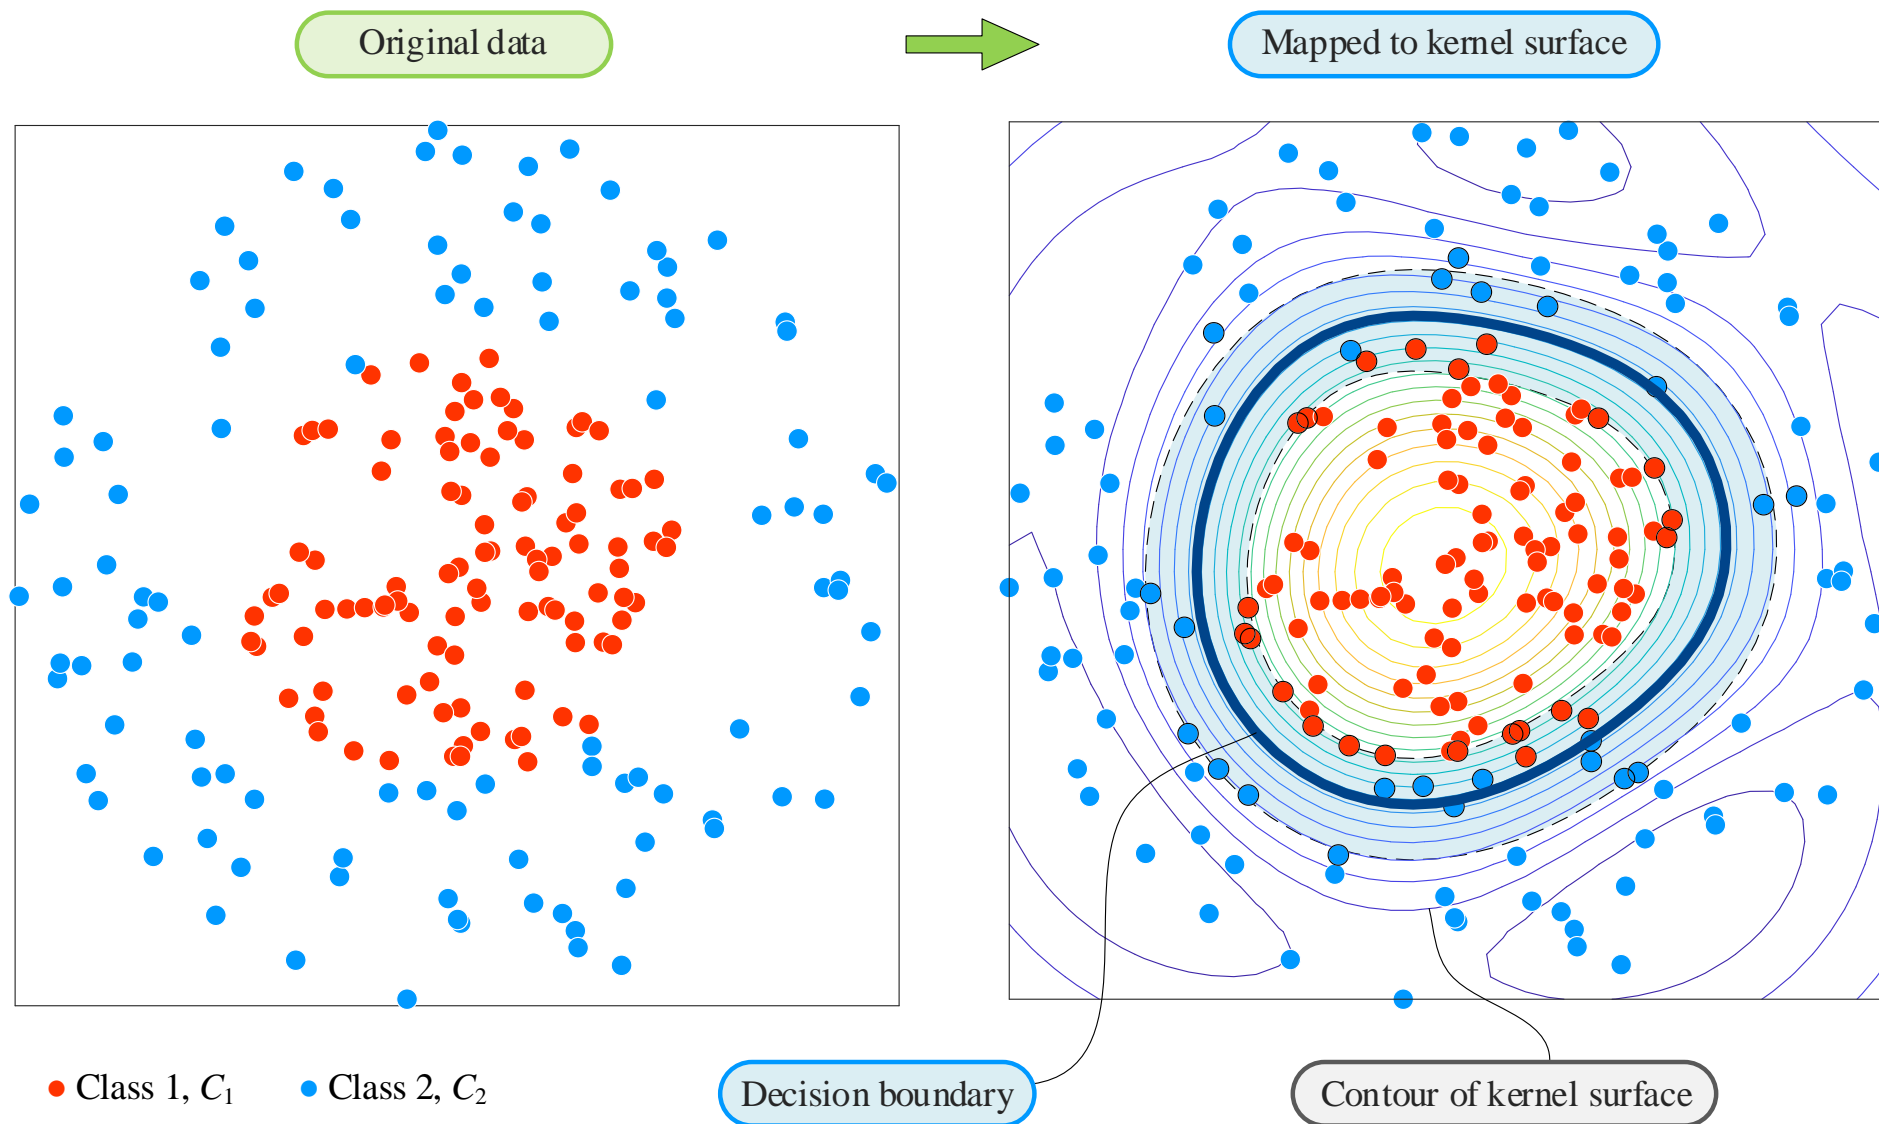 Original data
Mapped to kernel surface
Class 1, C1
Class 2, C2
Decision boundary
Contour of kernel surface